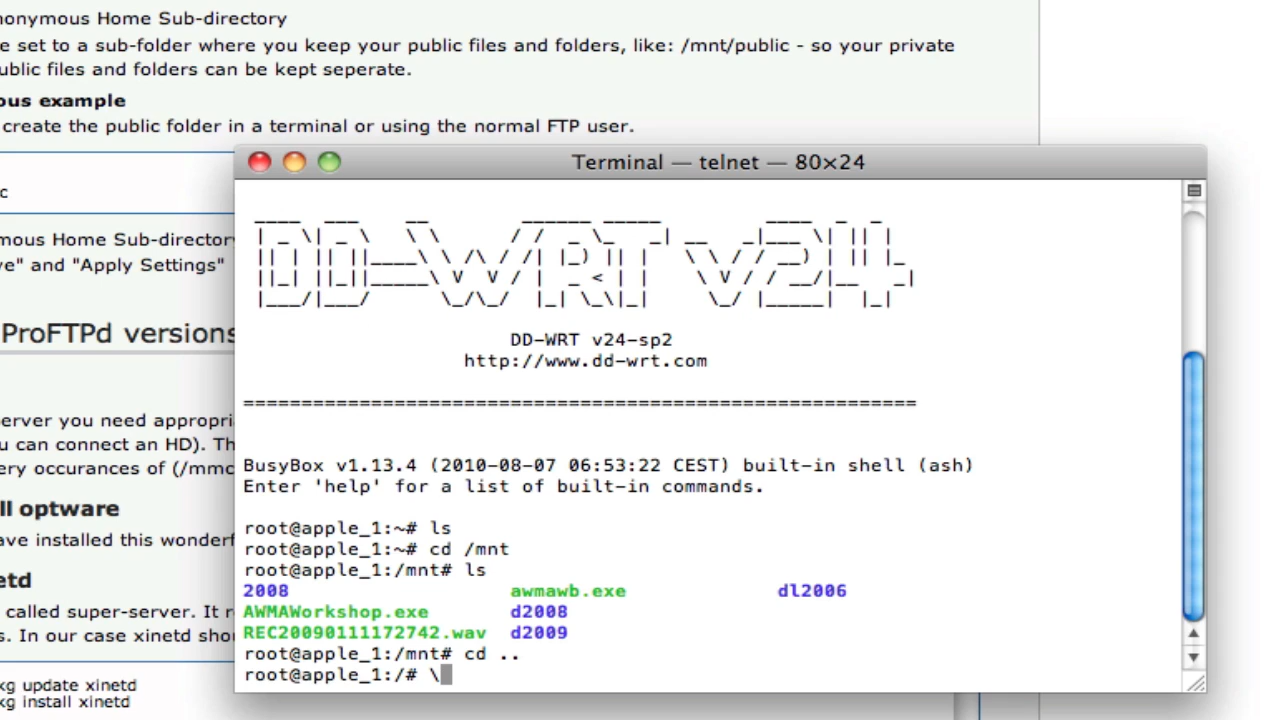 onymous Home Sub-directory
e set to a sub-folder where you keep your public files and folders, like: /mnt/public - so your private
ublic files and folders can be kept seperate.
ous example
create the public folder in a terminal or using the normal FTP user.
c
mous Home Sub-directory
ve" and "Apply Settings"
ProFTPd versions
erver you need appropri
u can connect an HD). Th
ery occurances of (/mmc
ll optware
ave installed this wonderf
etd
called super-server. It r
s. In our case xinetd shou
kg update xinetd
kg install xinetd
Terminal — telnet — 80×24
DD-WRT v24
DD-WRT v24-sp2
http://www.dd-wrt.com
==========================================================
BusyBox v1.13.4 (2010-08-07 06:53:22 CEST) built-in shell (ash)
Enter 'help' for a list of built-in commands.
root@apple_1:~# ls
root@apple_1:~# cd /mnt
root@apple_1:/mnt# ls
2008 awmawb.exe dl2006
AWMAWorkshop.exe d2008
REC20090111172742.wav d2009
root@apple_1:/mnt# cd ..
root@apple_1:/# \